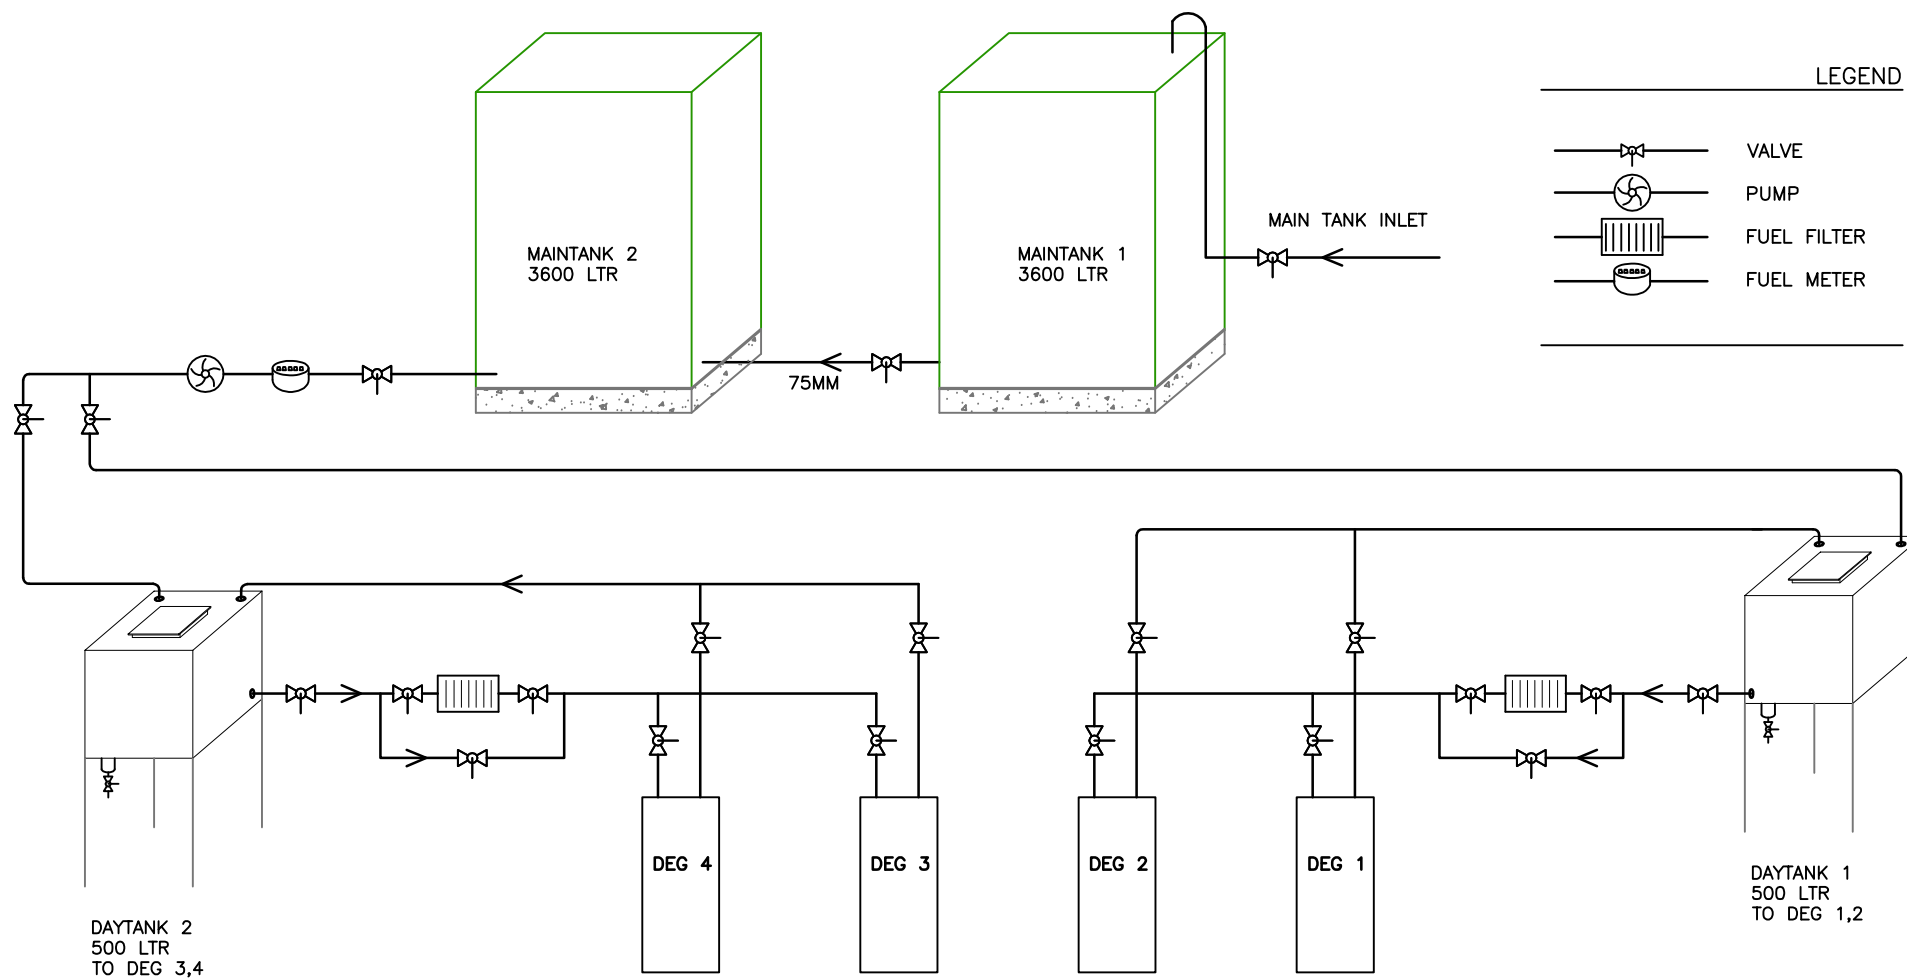 LEGEND
VALVE
PUMP
FUEL FILTER
FUEL METER
MAIN TANK INLET
MAINTANK 2
3600 LTR
MAINTANK 1
3600 LTR
75MM
DEG 4
DEG 3
DEG 2
DEG 1
DAYTANK 1
500 LTR
TO DEG 1,2
DAYTANK 2
500 LTR
TO DEG 3,4